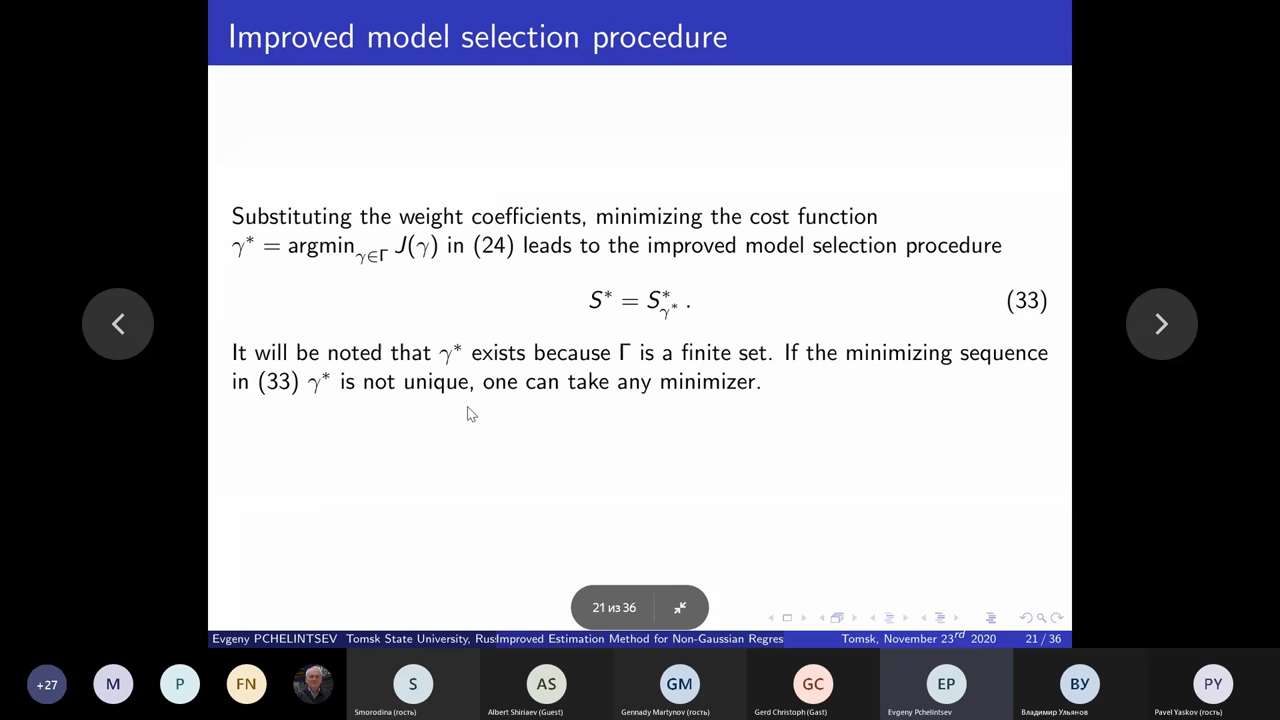 Improved model selection procedure
Substituting the weight coefficients, minimizing the cost function
γ* = argmin_{γ∈Γ} J(γ) in (24) leads to the improved model selection procedure
S* = S*_{γ*} . (33)
It will be noted that γ* exists because Γ is a finite set. If the minimizing sequence
in (33) γ* is not unique, one can take any minimizer.
21 из 36
Evgeny PCHELINTSEV Tomsk State University, Rus Improved Estimation Method for Non-Gaussian Regres Tomsk, November 23rd 2020 21 / 36
+27 M P FN S AS GM GC EP ВУ PY
Smorodina (гость) Albert Shiriaev (Guest) Gennady Martynov (гость) Gerd Christoph (Gast) Evgeny Pchelintsev Владимир Ульянов Pavel Yaskov (гость)